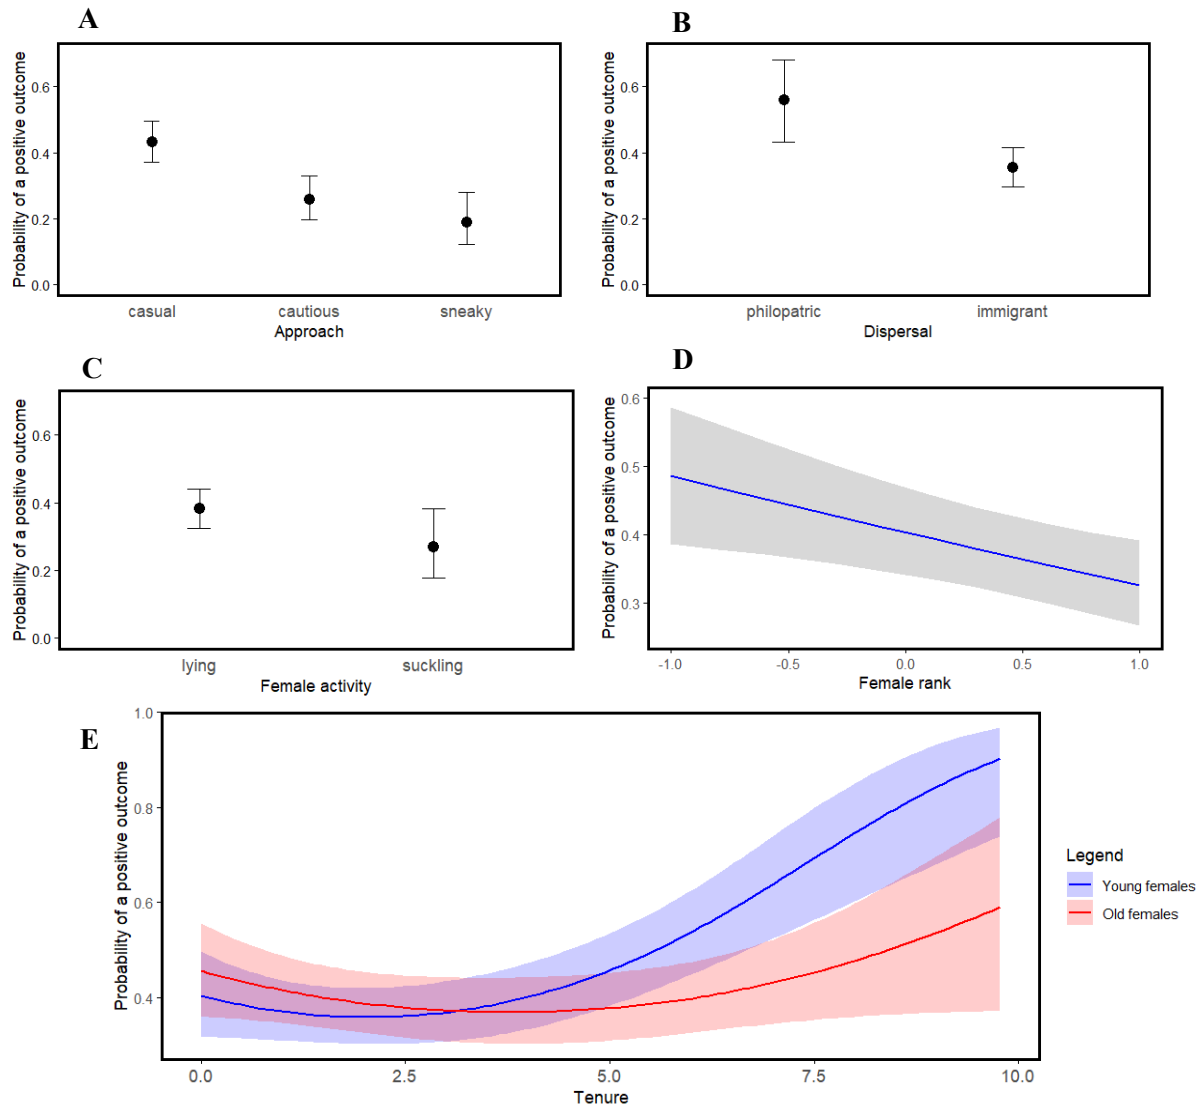 A
Probability of a positive outcome
0.6
0.4
0.2
0.0
casual cautious sneaky
Approach
B
Probability of a positive outcome
0.6
0.4
0.2
0.0
philopatric immigrant
Dispersal
C
Probability of a positive outcome
0.6
0.4
0.2
0.0
lying suckling
Female activity
D
Probability of a positive outcome
0.6
0.5
0.4
0.3
-1.0 -0.5 0.0 0.5 1.0
Female rank
E
Probability of a positive outcome
1.0
0.8
0.6
0.4
0.0 2.5 5.0 7.5 10.0
Tenure
Legend
Young females
Old females